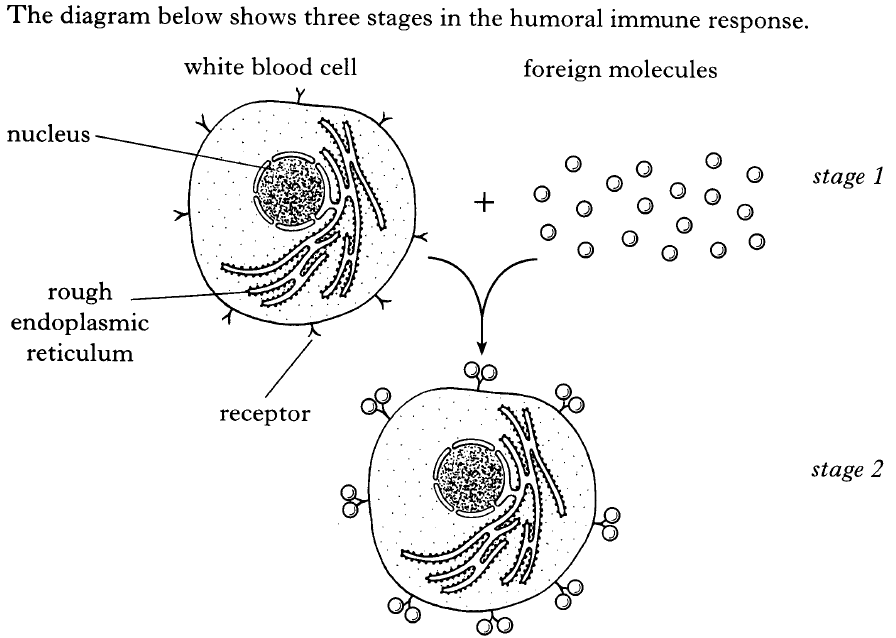 The diagram below shows three stages in the humoral immune response.
white blood cell
foreign molecules
nucleus
stage 1
+
rough
endoplasmic
reticulum
receptor
stage 2